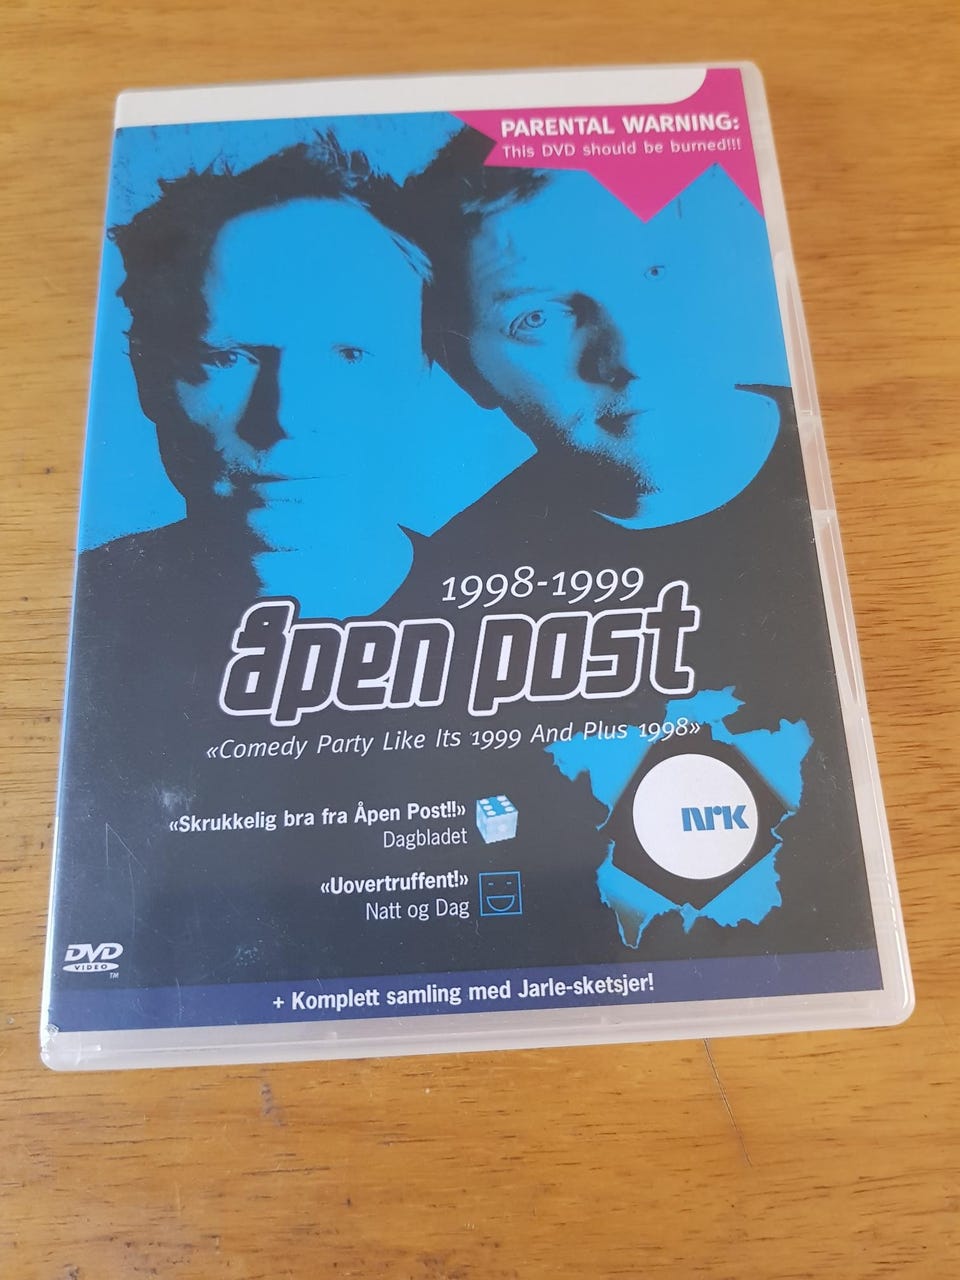 PARENTAL WARNING:
This DVD should be burned!!!
1998-1999
åpen post
«Comedy Party Like Its 1999 And Plus 1998»
«Skrukkelig bra fra Åpen Post!!»
Dagbladet
«Uovertruffent!»
Natt og Dag
NRK
DVD
VIDEO
TM
+ Komplett samling med Jarle-sketsjer!